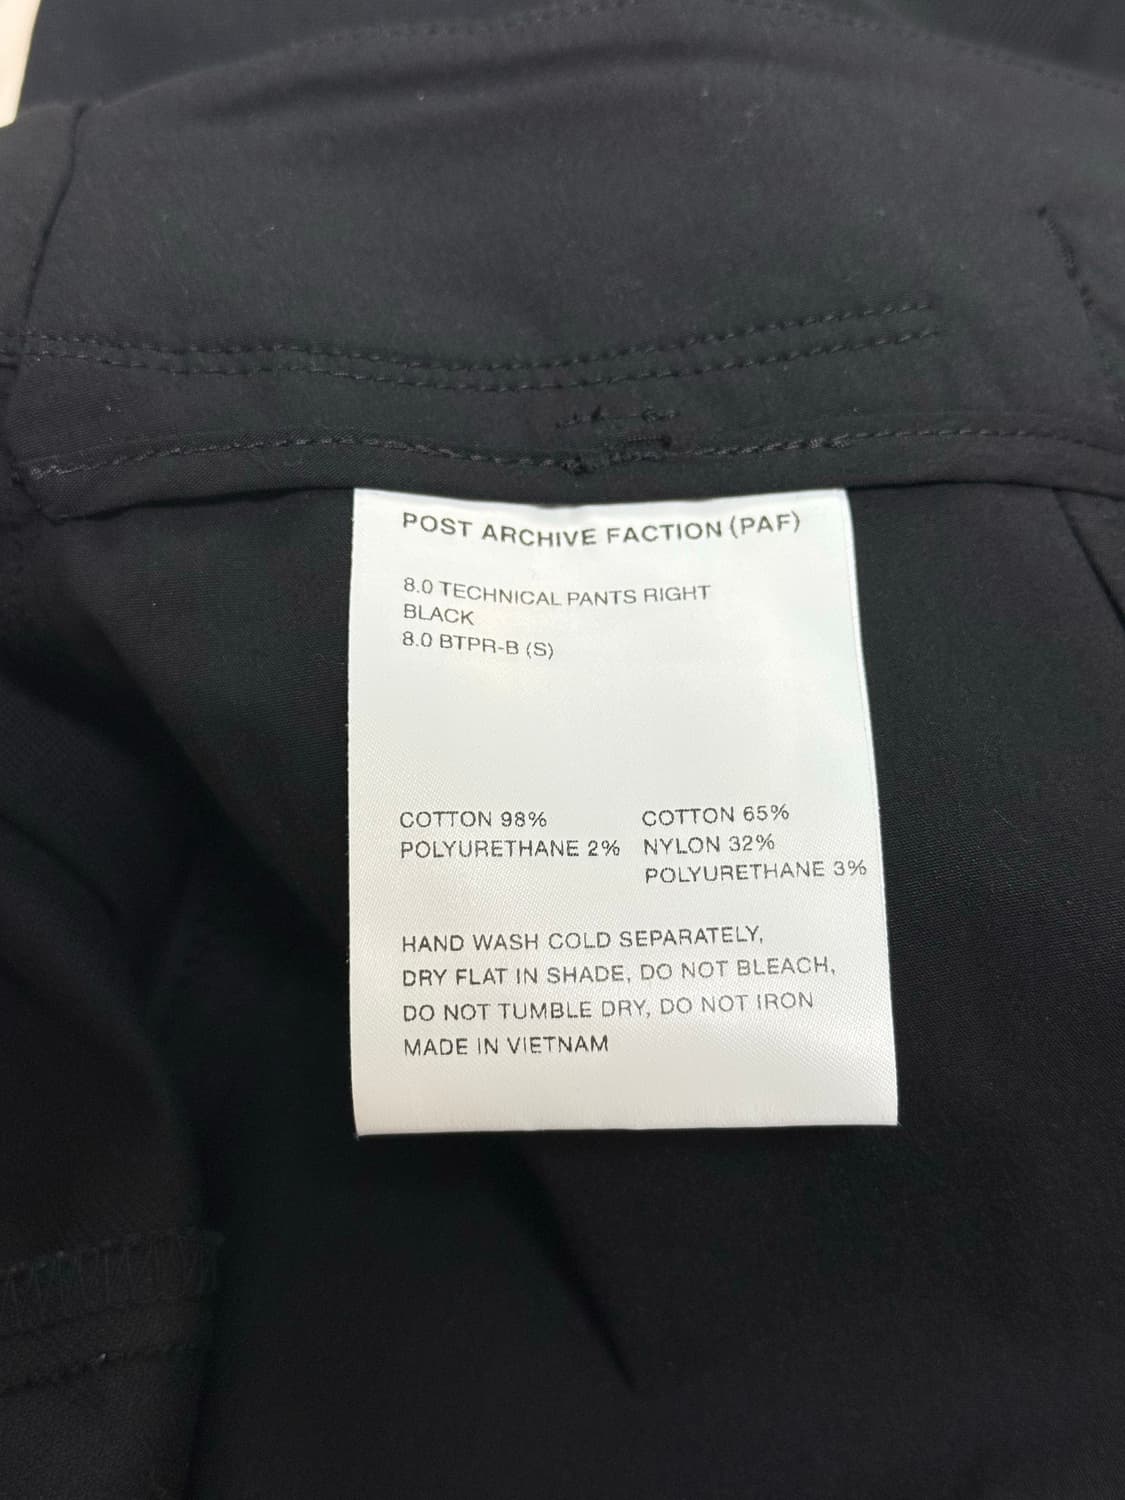 POST ARCHIVE FACTION (PAF)
8.0 TECHNICAL PANTS RIGHT
BLACK
8.0 BTPR-B (S)
COTTON 98%
POLYURETHANE 2%
COTTON 65%
NYLON 32%
POLYURETHANE 3%
HAND WASH COLD SEPARATELY,
DRY FLAT IN SHADE, DO NOT BLEACH,
DO NOT TUMBLE DRY, DO NOT IRON
MADE IN VIETNAM